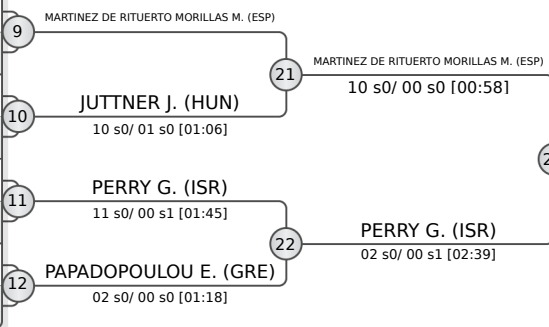 MARTINEZ DE RITUERTO MORILLAS M. (ESP)
9
21
MARTINEZ DE RITUERTO MORILLAS M. (ESP)
10 s0/ 00 s0 [00:58]
JUTTNER J. (HUN)
10
10 s0/ 01 s0 [01:06]
PERRY G. (ISR)
11
11 s0/ 00 s1 [01:45]
22
PERRY G. (ISR)
02 s0/ 00 s1 [02:39]
PAPADOPOULOU E. (GRE)
12
02 s0/ 00 s0 [01:18]